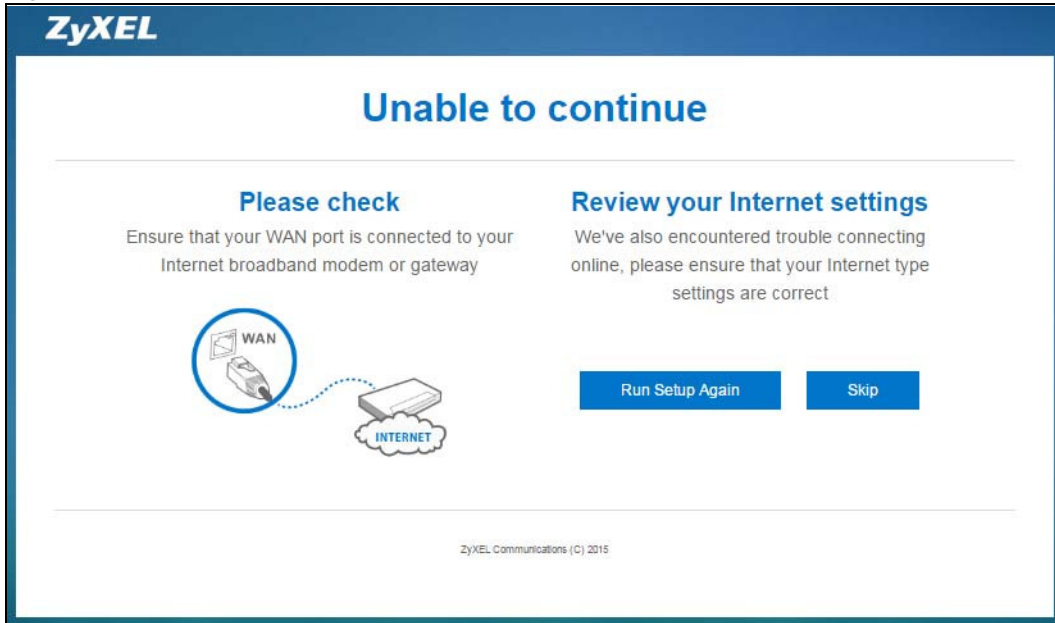 ZyXEL
Unable to continue
Please check
Ensure that your WAN port is connected to your
Internet broadband modem or gateway
WAN
INTERNET
Review your Internet settings
We've also encountered trouble connecting
online, please ensure that your Internet type
settings are correct
Run Setup Again
Skip
ZyXEL Communications (C) 2015